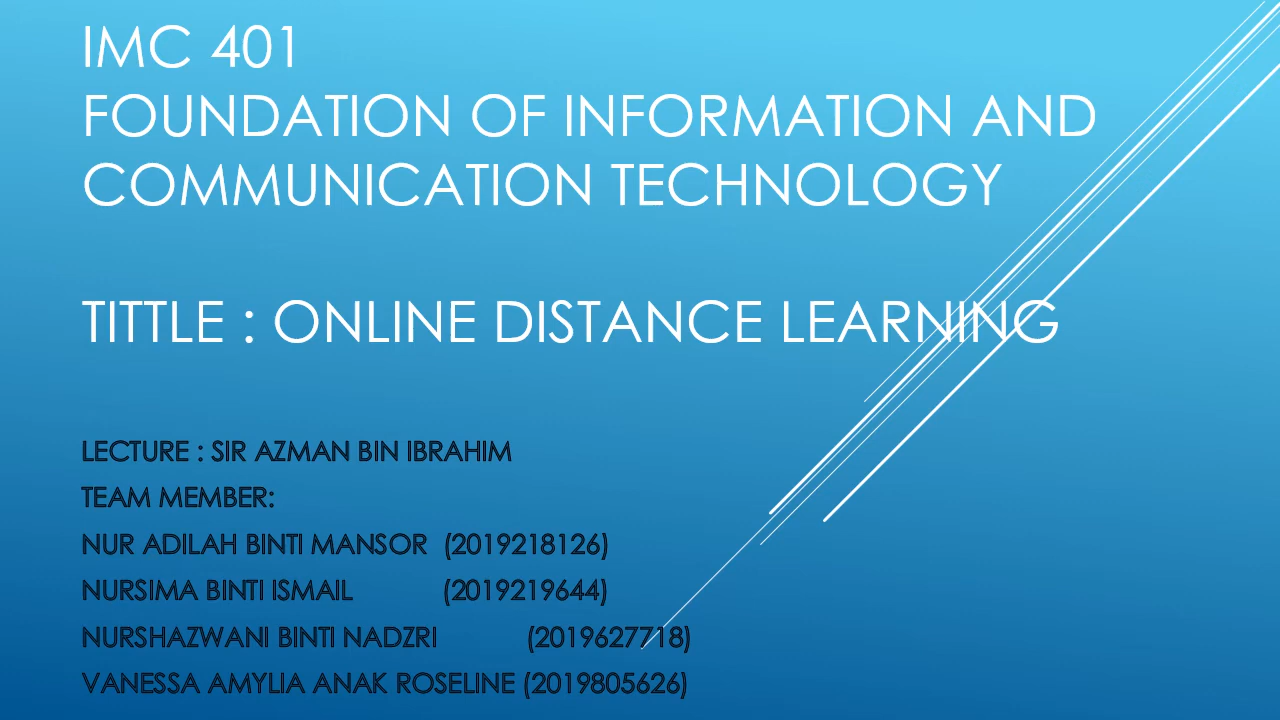 IMC 401
FOUNDATION OF INFORMATION AND
COMMUNICATION TECHNOLOGY
TITTLE : ONLINE DISTANCE LEARNING
LECTURE : SIR AZMAN BIN IBRAHIM
TEAM MEMBER:
NUR ADILAH BINTI MANSOR (2019218126)
NURSIMA BINTI ISMAIL (2019219644)
NURSHAZWANI BINTI NADZRI (2019627718)
VANESSA AMYLIA ANAK ROSELINE (2019805626)